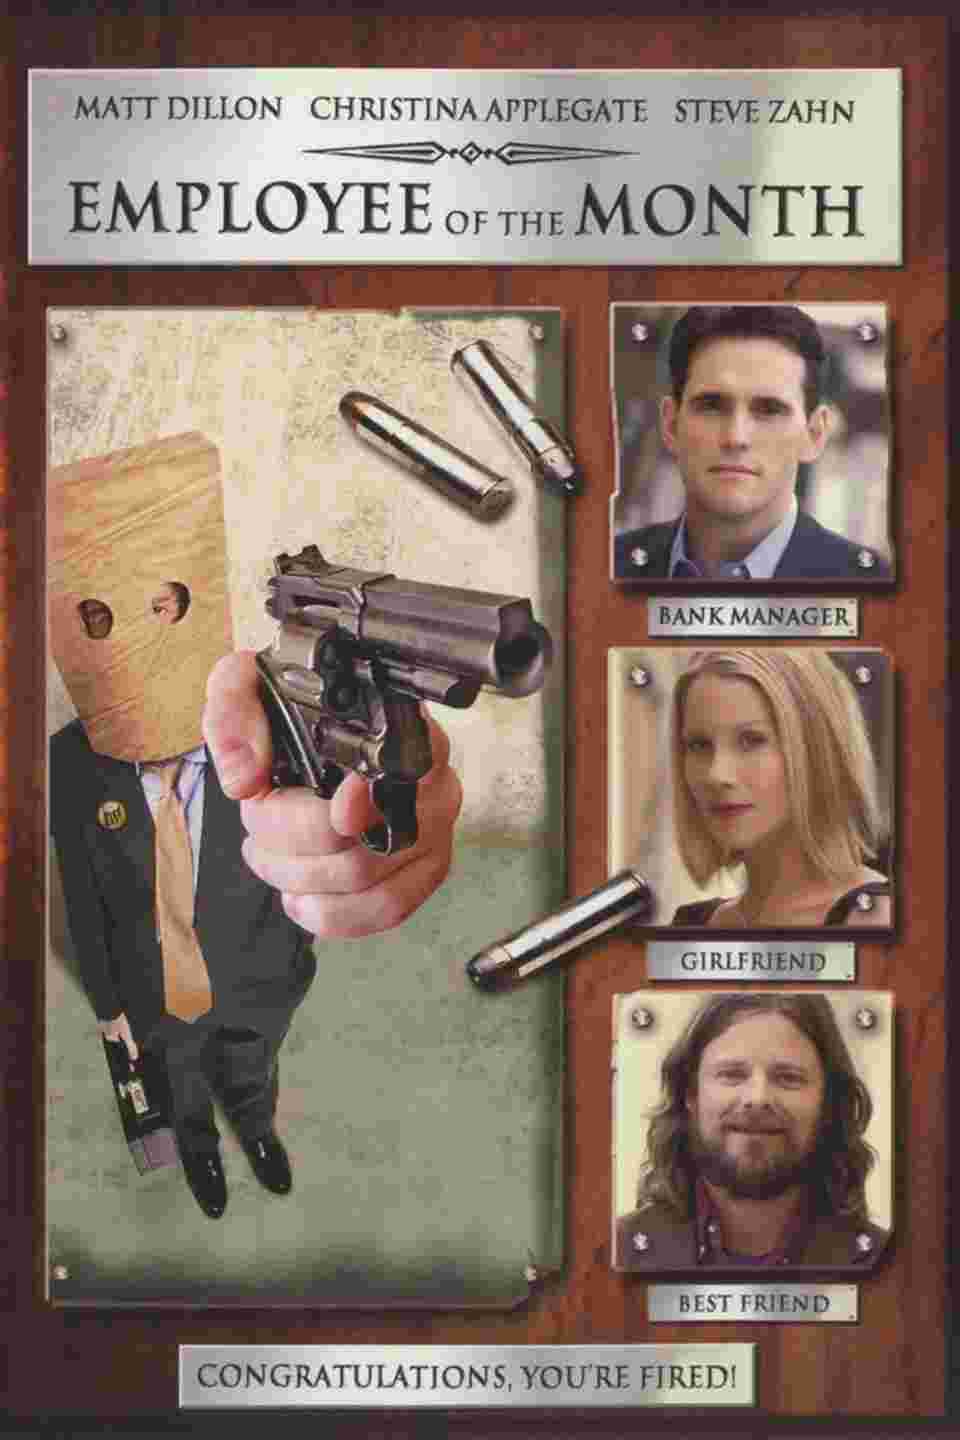 MATT DILLON CHRISTINA APPLEGATE STEVE ZAHN
EMPLOYEE OF THE MONTH
BANK MANAGER
GIRLFRIEND
BEST FRIEND
CONGRATULATIONS, YOU'RE FIRED!